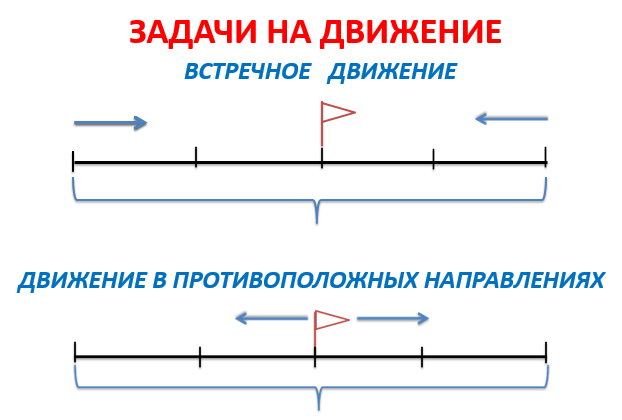 ЗАДАЧИ НА ДВИЖЕНИЕ
ВСТРЕЧНОЕ ДВИЖЕНИЕ
ДВИЖЕНИЕ В ПРОТИВОПОЛОЖНЫХ НАПРАВЛЕНИЯХ